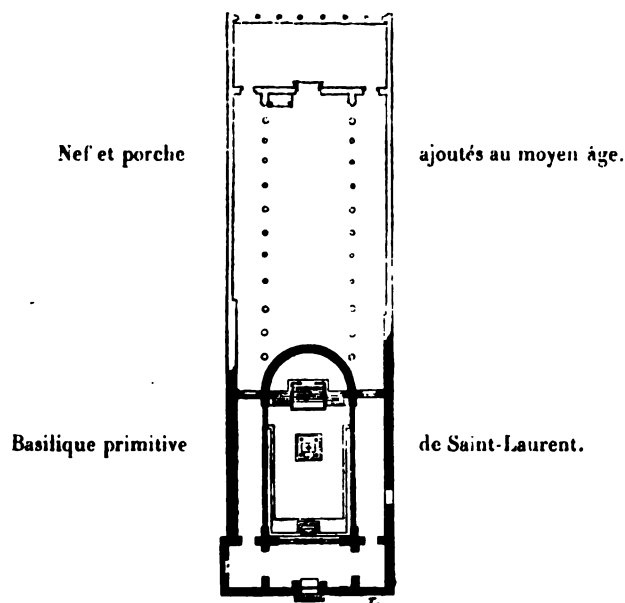 Nef et porche ajoutés au moyen âge.
Basilique primitive de Saint-Laurent.